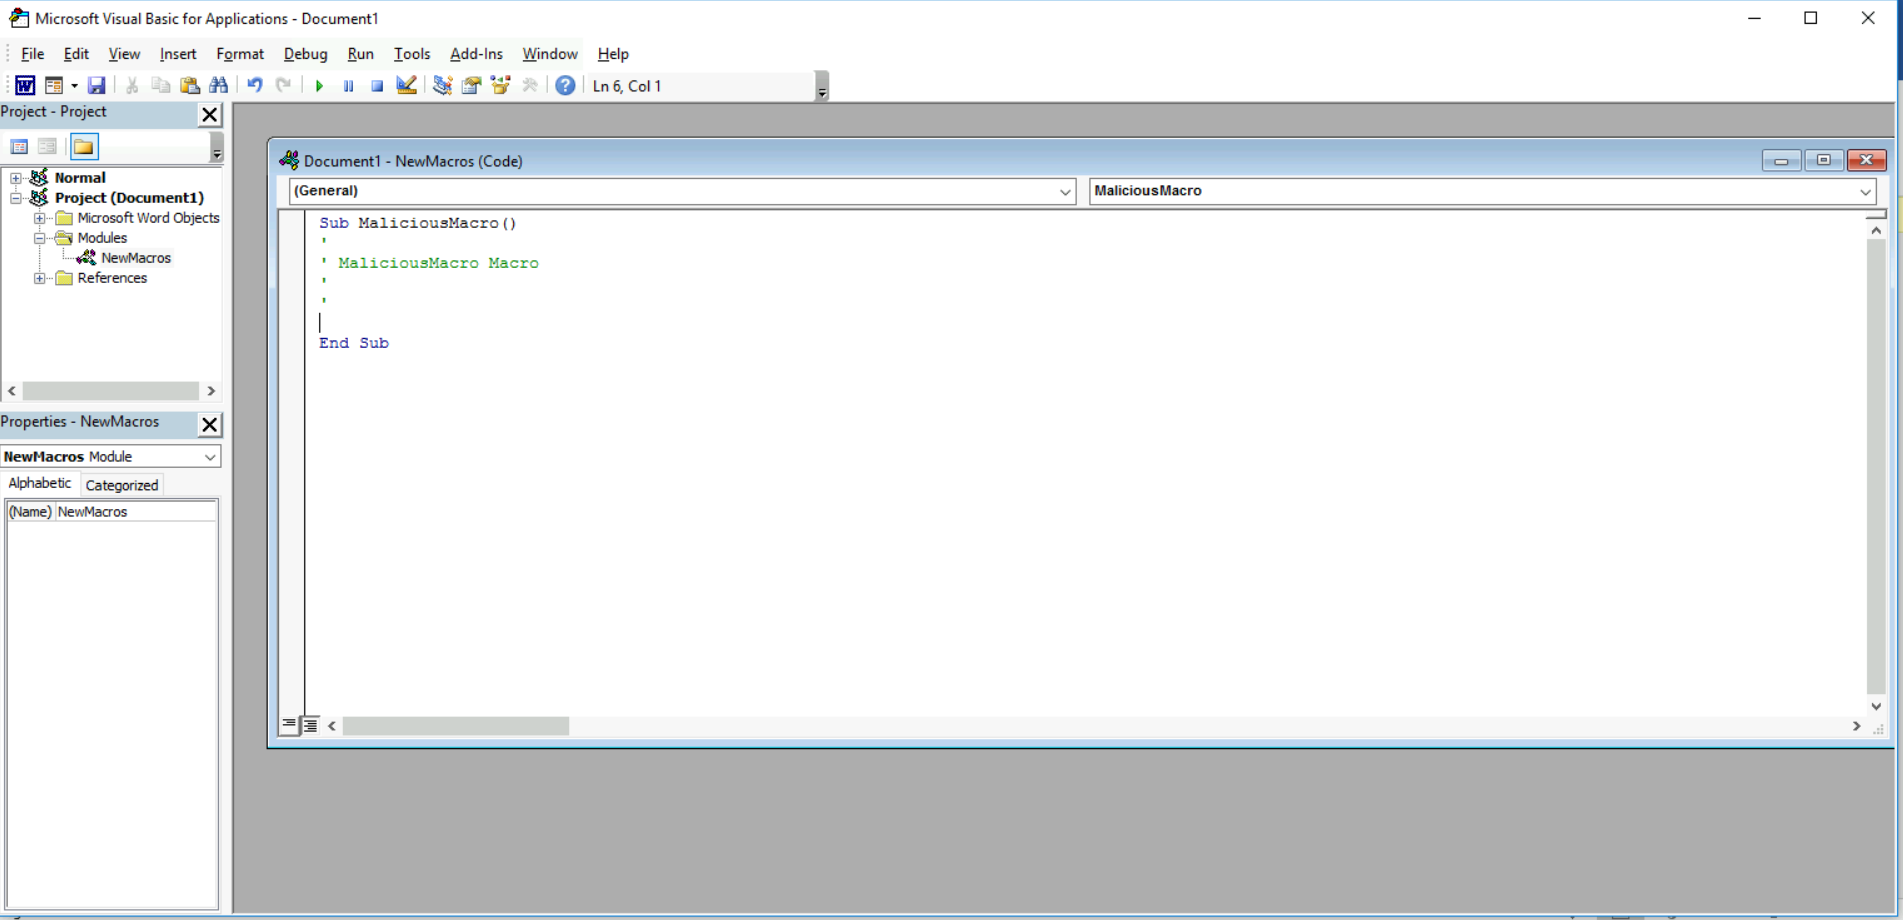 Microsoft Visual Basic for Applications - Document1
File Edit View Insert Format Debug Run Tools Add-Ins Window Help
Ln 6, Col 1
Project - Project
Normal
Project (Document1)
Microsoft Word Objects
Modules
NewMacros
References
Properties - NewMacros
NewMacros Module
Alphabetic Categorized
(Name) NewMacros
Document1 - NewMacros (Code)
(General) MaliciousMacro
Sub MaliciousMacro()
'
' MaliciousMacro Macro
'
'
End Sub